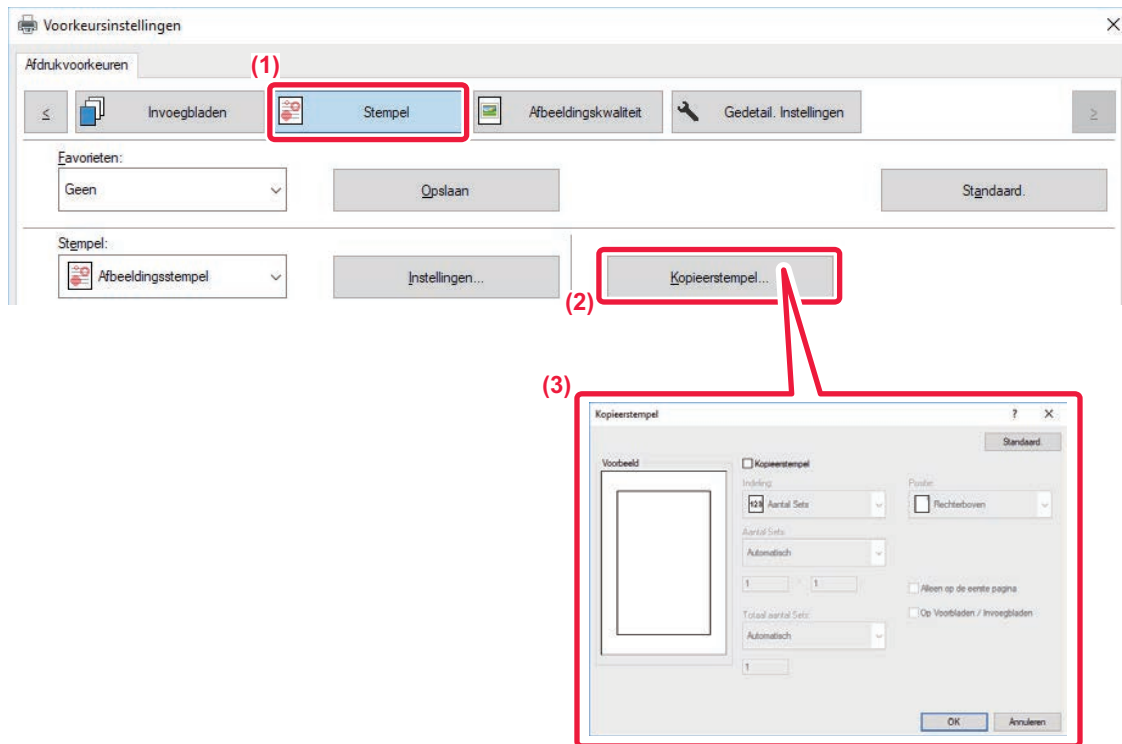 Voorkeursinstellingen
Afdrukvoorkeuren
(1)
≤ Invoegbladen Stempel Afbeeldingskwaliteit Gedetail. Instellingen ≥
Favorieten:
Geen Opslaan Standaard.
Stempel:
Afbeeldingsstempel Instellingen... Kopieerstempel...
(2)
(3)
Kopieerstempel ?
Standaard.
Voorbeeld Kopieerstempel
Indeling: Positie:
123 Aantal Sets Rechterboven
Aantal Sets:
Automatisch
1 - 1 Alleen op de eerste pagina
Totaal aantal Sets: Op Voorbladen / Invoegbladen
Automatisch
1
OK Annuleren